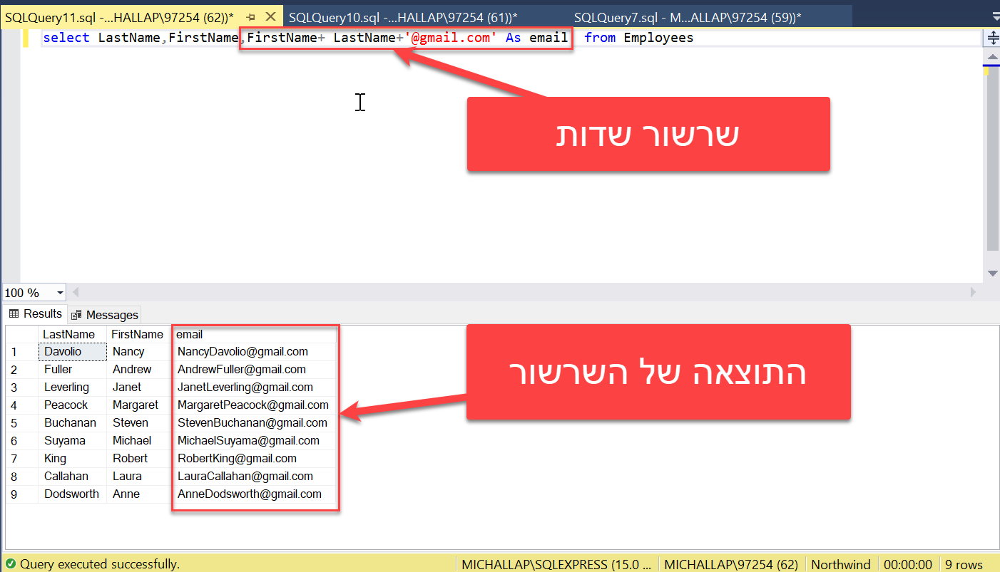 SQLQuery11.sql -...HALLAP\97254 (62))* SQLQuery10.sql -...HALLAP\97254 (61))* SQLQuery7.sql - M...ALLAP\97254 (59))*
select LastName,FirstName,FirstName+ LastName+'@gmail.com' As email from Employees
שרשור שדות
100 %
Results Messages
LastName FirstName email
1 Davolio Nancy NancyDavolio@gmail.com
2 Fuller Andrew AndrewFuller@gmail.com
3 Leverling Janet JanetLeverling@gmail.com
4 Peacock Margaret MargaretPeacock@gmail.com
5 Buchanan Steven StevenBuchanan@gmail.com
6 Suyama Michael MichaelSuyama@gmail.com
7 King Robert RobertKing@gmail.com
8 Callahan Laura LauraCallahan@gmail.com
9 Dodsworth Anne AnneDodsworth@gmail.com
התוצאה של השרשור
Query executed successfully. MICHALLAP\SQLEXPRESS (15.0 ... MICHALLAP\97254 (62) Northwind 00:00:00 9 rows